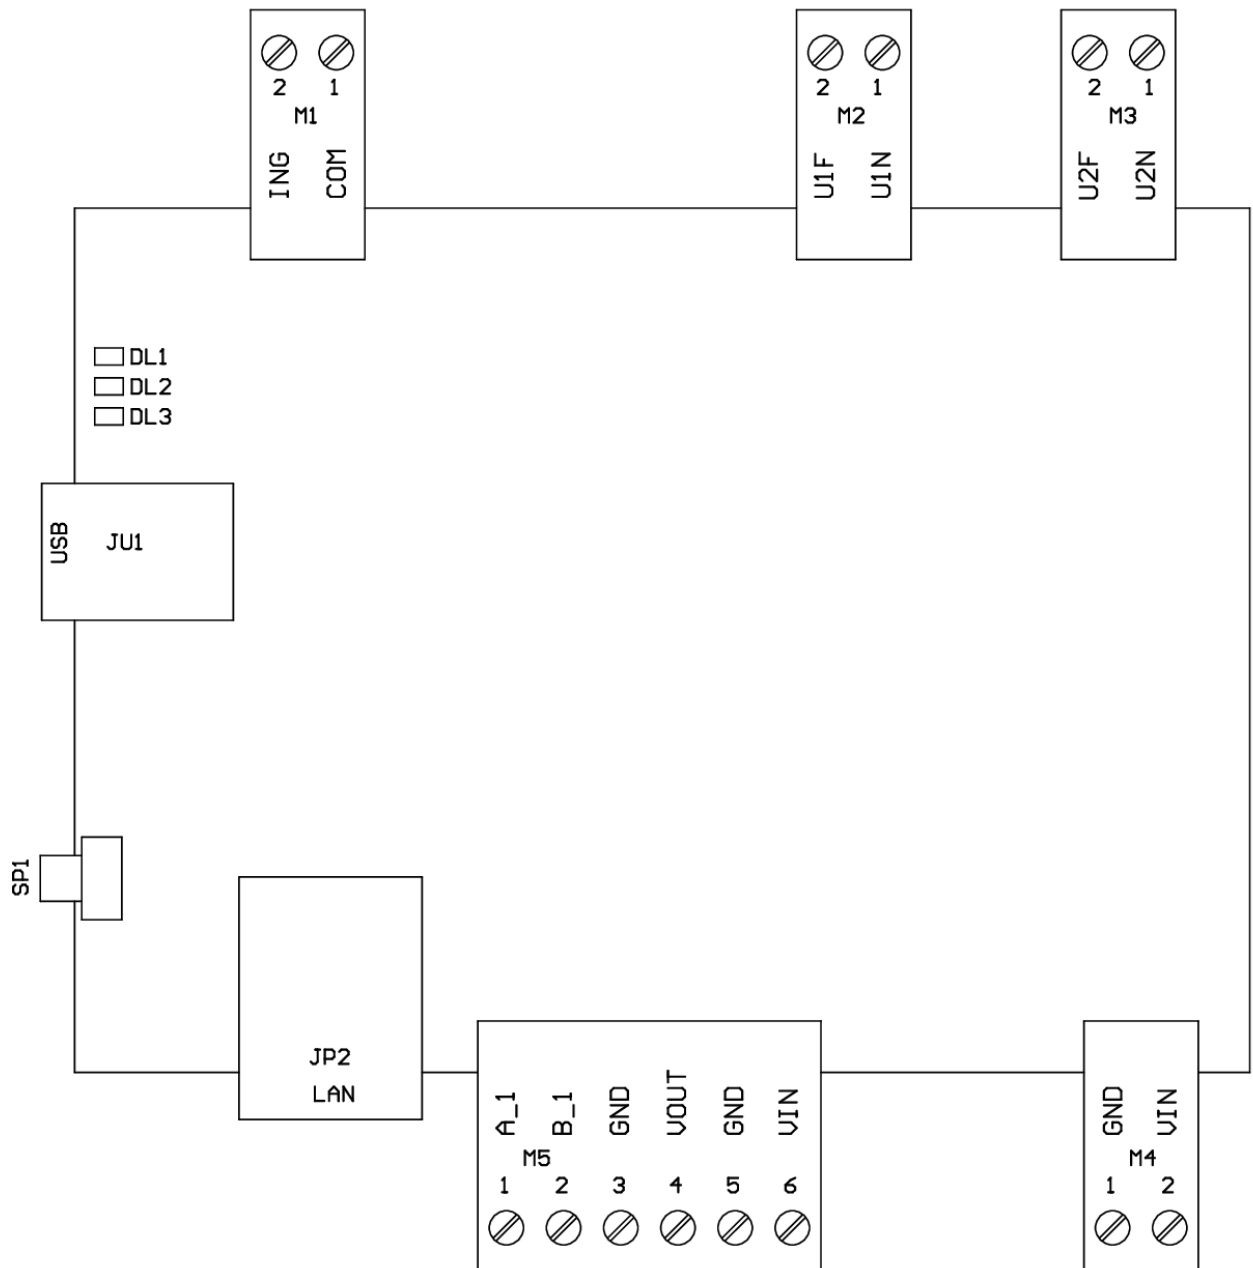 2 1
M1
ING COM
2 1
M2
U1F U1N
2 1
M3
U2F U2N
DL1
DL2
DL3
USB
JU1
SP1
JP2
LAN
A_1 B_1 GND VOUT GND VIN
M5
1 2 3 4 5 6
GND VIN
M4
1 2